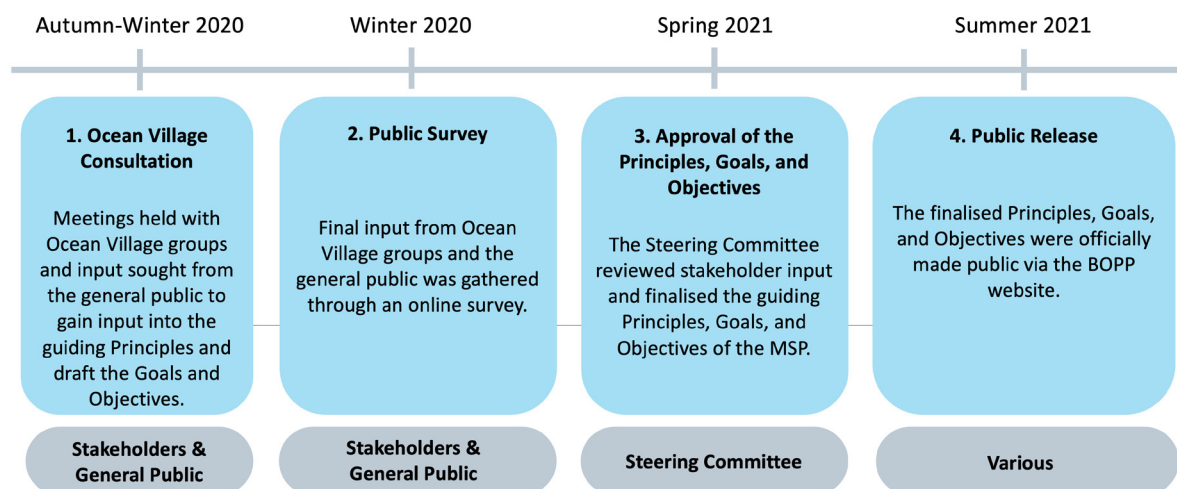 Autumn-Winter 2020
Winter 2020
Spring 2021
Summer 2021
1. Ocean Village
Consultation
Meetings held with
Ocean Village groups
and input sought from
the general public to
gain input into the
guiding Principles and
draft the Goals and
Objectives.
Stakeholders &
General Public
2. Public Survey
Final input from Ocean
Village groups and the
general public was gathered
through an online survey.
Stakeholders &
General Public
3. Approval of the
Principles, Goals, and
Objectives
The Steering Committee
reviewed stakeholder input
and finalised the guiding
Principles, Goals, and
Objectives of the MSP.
Steering Committee
4. Public Release
The finalised Principles, Goals,
and Objectives were officially
made public via the BOPP
website.
Various